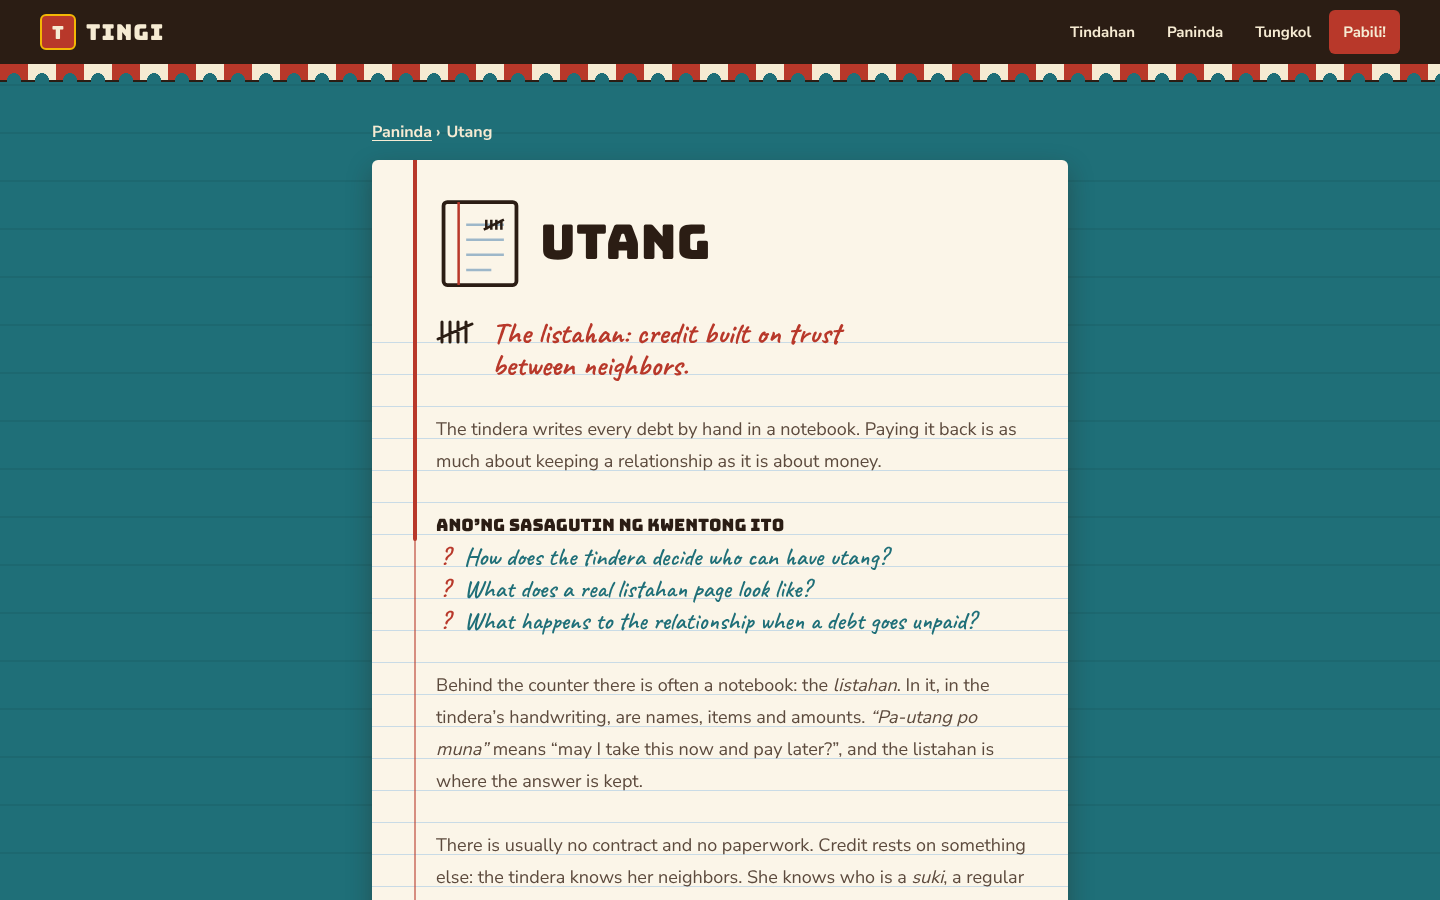 T TINGI
Tindahan Paninda Tungkol Pabili!
Paninda › Utang
UTANG
The listahan: credit built on trust
between neighbors.
The tindera writes every debt by hand in a notebook. Paying it back is as
much about keeping a relationship as it is about money.
ANO’NG SASAGUTIN NG KWENTONG ITO
? How does the tindera decide who can have utang?
? What does a real listahan page look like?
? What happens to the relationship when a debt goes unpaid?
Behind the counter there is often a notebook: the listahan. In it, in the
tindera’s handwriting, are names, items and amounts. “Pa-utang po
muna” means “may I take this now and pay later?”, and the listahan is
where the answer is kept.
There is usually no contract and no paperwork. Credit rests on something
else: the tindera knows her neighbors. She knows who is a suki, a regular